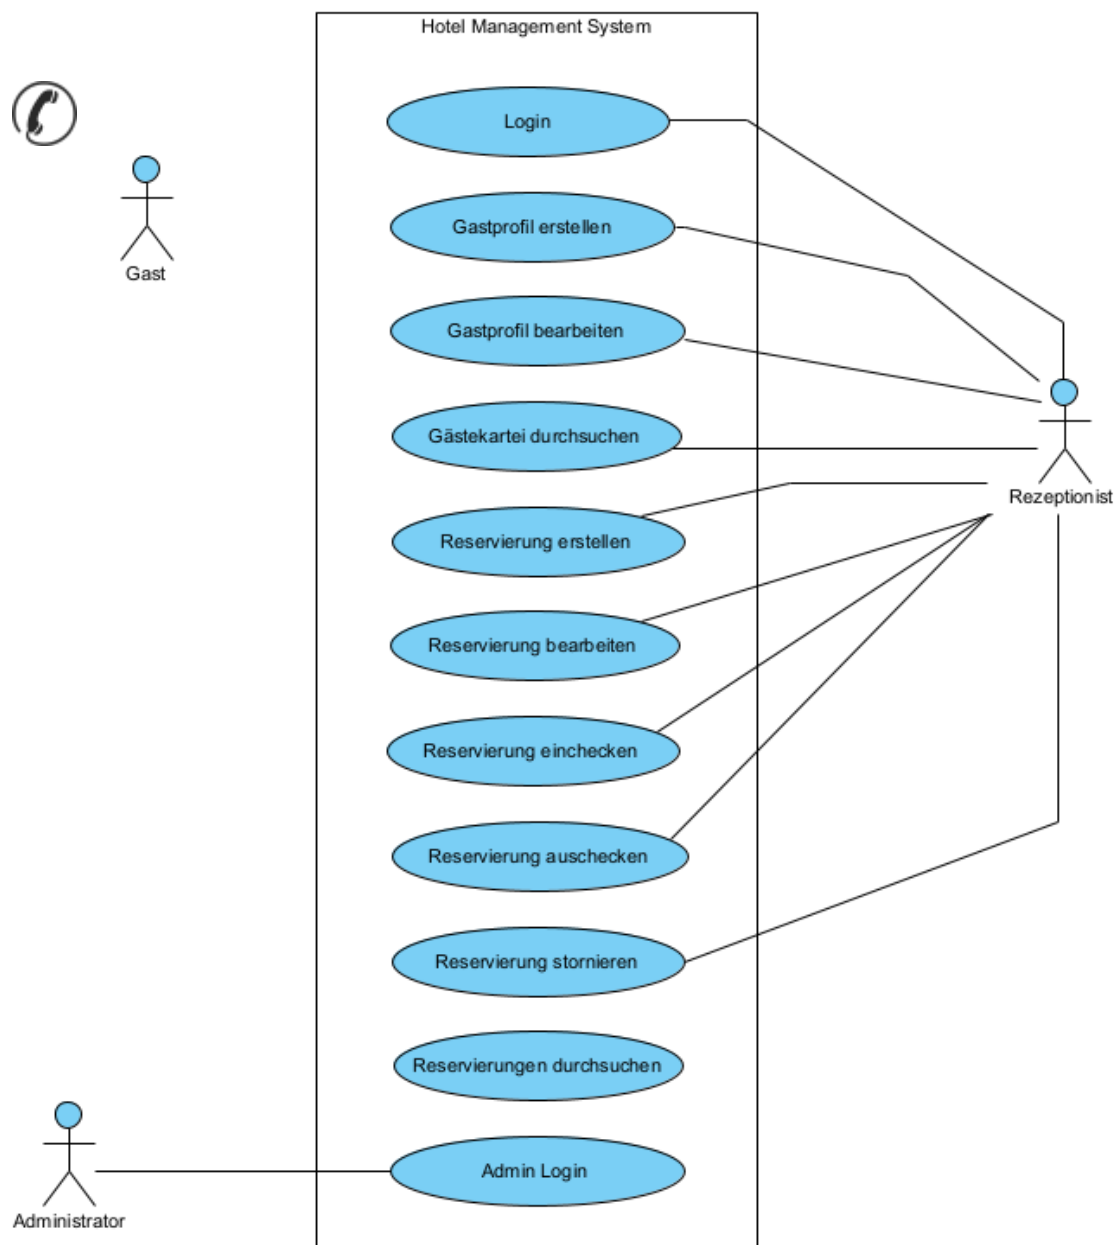 Hotel Management System
Login
Gast
Gastprofil erstellen
Gastprofil bearbeiten
Gästekartei durchsuchen
Rezeptionist
Reservierung erstellen
Reservierung bearbeiten
Reservierung einchecken
Reservierung auschecken
Reservierung stornieren
Reservierungen durchsuchen
Admin Login
Administrator